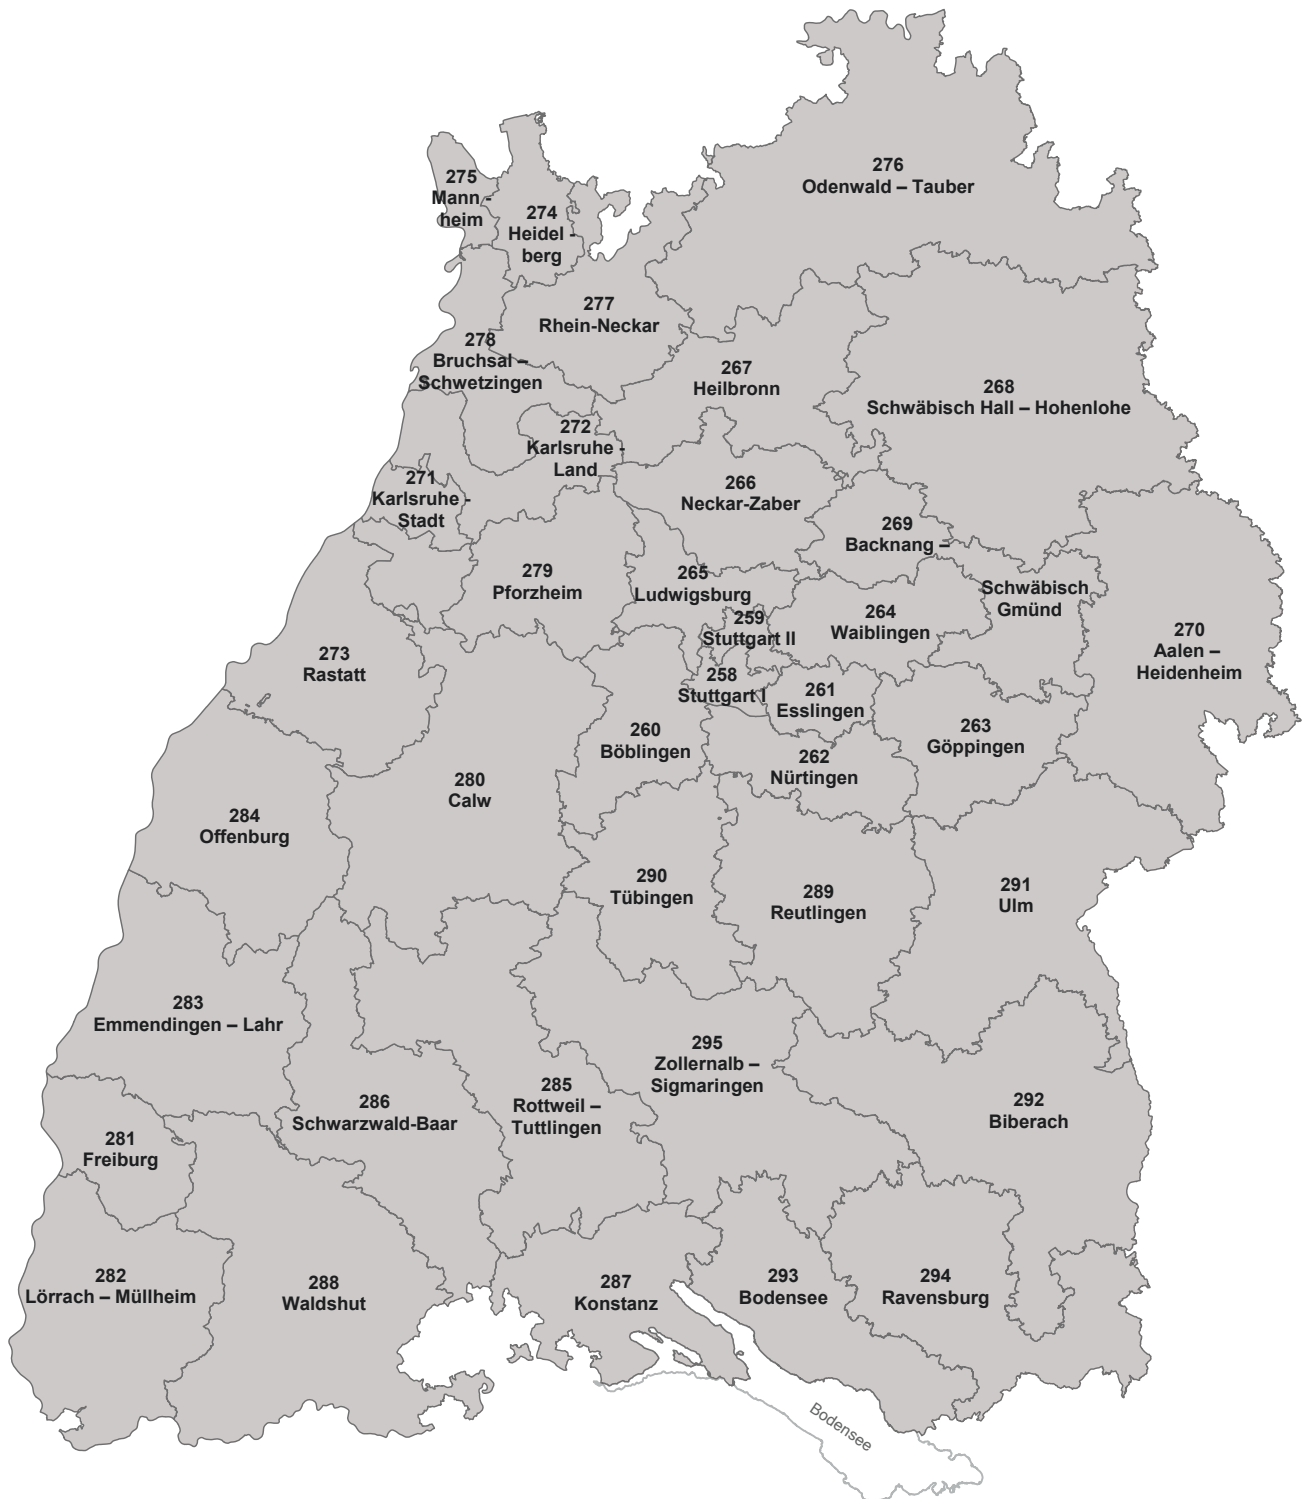 276
Odenwald – Tauber
275
Mann -
heim
274
Heidel -
berg
277
Rhein-Neckar
278
Bruchsal –
Schwetzingen
267
Heilbronn
268
Schwäbisch Hall – Hohenlohe
272
Karlsruhe -
Land
271
Karlsruhe -
Stadt
266
Neckar-Zaber
269
Backnang –
Schwäbisch
Gmünd
279
Pforzheim
265
Ludwigsburg
259
Stuttgart II
264
Waiblingen
270
Aalen –
Heidenheim
273
Rastatt
258
Stuttgart I
261
Esslingen
260
Böblingen
263
Göppingen
262
Nürtingen
280
Calw
284
Offenburg
290
Tübingen
289
Reutlingen
291
Ulm
283
Emmendingen – Lahr
295
Zollernalb –
Sigmaringen
285
Rottweil –
Tuttlingen
286
Schwarzwald-Baar
292
Biberach
281
Freiburg
282
Lörrach – Müllheim
288
Waldshut
287
Konstanz
293
Bodensee
294
Ravensburg
Bodensee